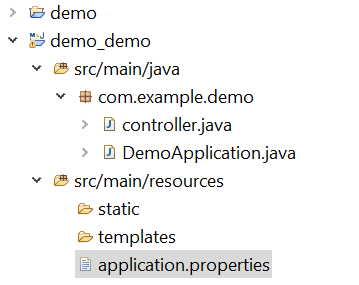 demo
demo_demo
src/main/java
com.example.demo
controller.java
DemoApplication.java
src/main/resources
static
templates
application.properties